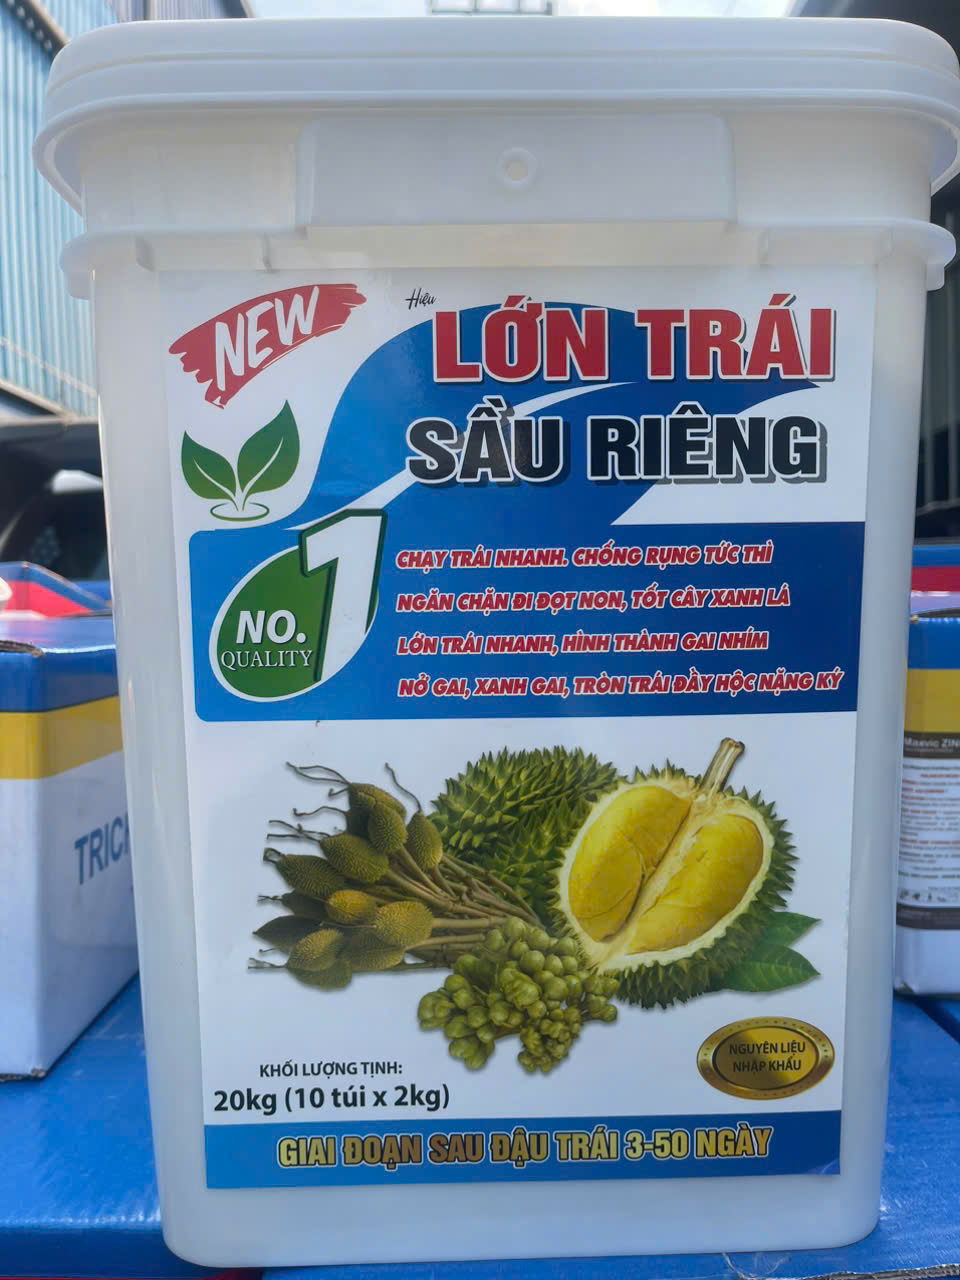 NEW
Hiệu
LỚN TRÁI
SẦU RIÊNG
NO.1
QUALITY
CHẠY TRÁI NHANH. CHỐNG RỤNG TỨC THÌ
NGĂN CHẶN ĐI ĐỌT NON, TỐT CÂY XANH LÁ
LỚN TRÁI NHANH, HÌNH THÀNH GAI NHÍM
NỞ GAI, XANH GAI, TRÒN TRÁI ĐẦY HỘC NẶNG KÝ
TRICH
Maxvic ZIN
KHỐI LƯỢNG TỊNH:
20kg (10 túi x 2kg)
NGUYÊN LIỆU
NHẬP KHẨU
GIAI ĐOẠN SAU ĐẬU TRÁI 3-50 NGÀY